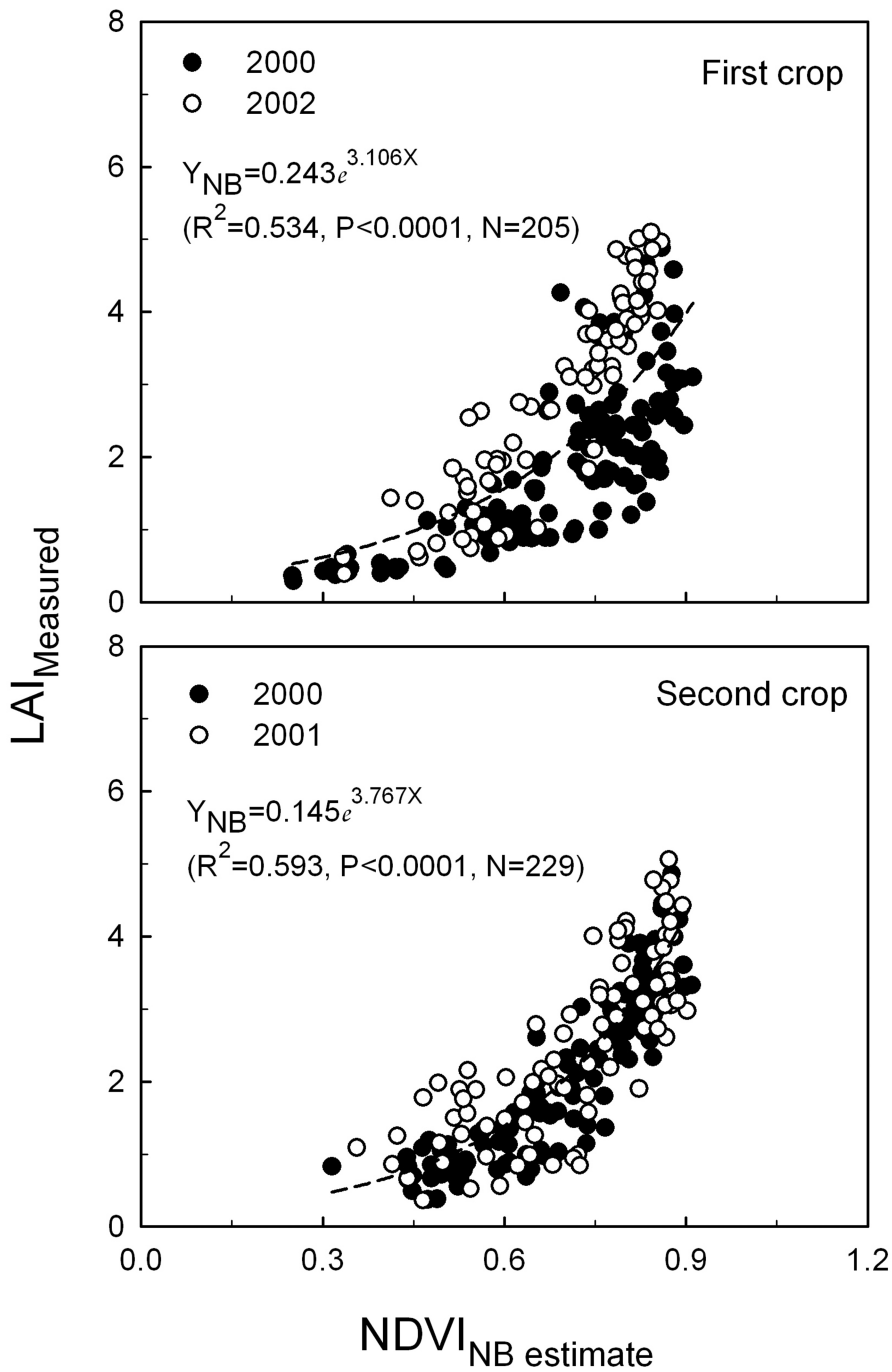 8
6
4
2
0
2000
2002
First crop
Y_NB=0.243e^3.106X
(R^2=0.534, P<0.0001, N=205)
LAI_Measured
8
6
4
2
0
2000
2001
Second crop
Y_NB=0.145e^3.767X
(R^2=0.593, P<0.0001, N=229)
0.0 0.3 0.6 0.9 1.2
NDVI_NB estimate